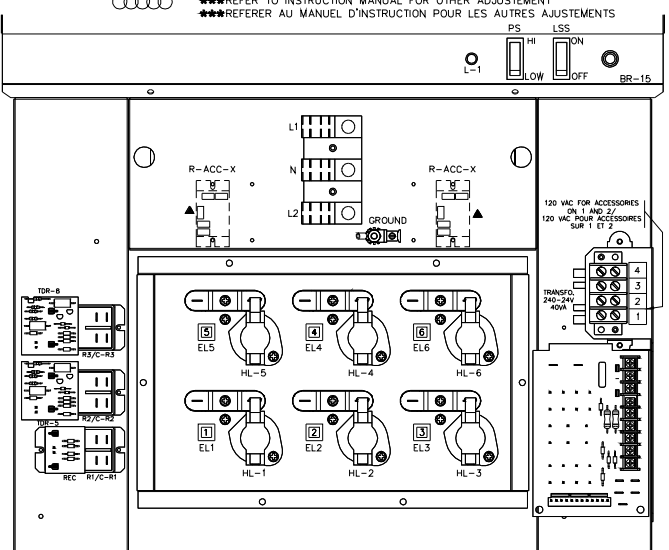 ***REFER TO INSTRUCTION MANUAL FOR OTHER ADJUSTEMENT
***REFERER AU MANUEL D'INSTRUCTION POUR LES AUTRES AJUSTEMENTS
PS LSS
HI ON
L-1
LOW OFF
BR-15
L1
N
R-ACC-X R-ACC-X
L2
GROUND
120 VAC FOR ACCESSORIES
ON 1 AND 2/
120 VAC POUR ACCESSOIRES
SUR 1 ET 2
4
3
2
1
TRANSFO.
240-24V
40VA
TDR-8
R3/C-R3
5 4 6
EL5 EL4 EL6
HL-5 HL-4 HL-6
R2/C-R2
TDR-5
1 2 3
EL1 EL2 EL3
HL-1 HL-2 HL-3
REC R1/C-R1